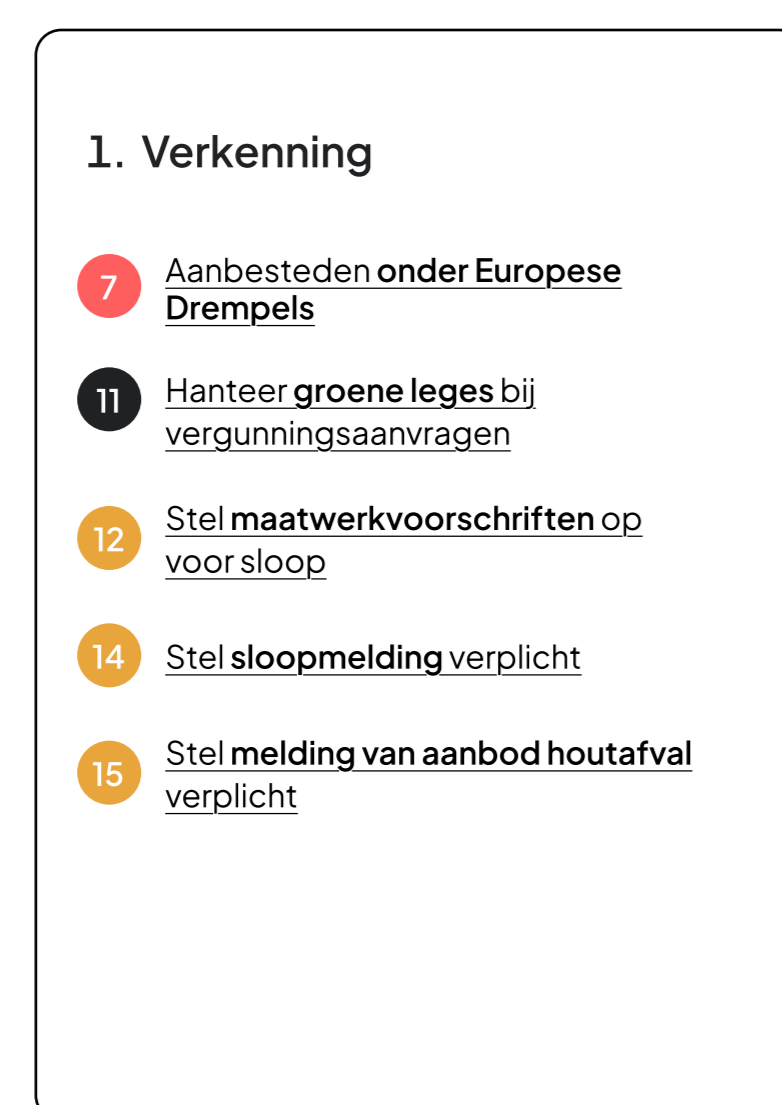 1. Verkenning
7
Aanbesteden onder Europese
Drempels
11
Hanteer groene leges bij
vergunningsaanvragen
12
Stel maatwerkvoorschriften op
voor sloop
14
Stel sloopmelding verplicht
15
Stel melding van aanbod houtafval
verplicht